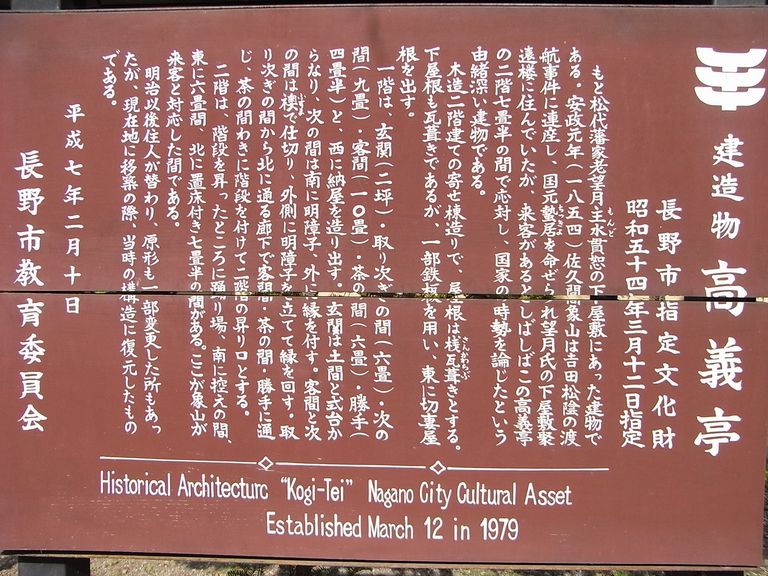 建造物 高義亭
長野市指定文化財
昭和五十四年三月十二日指定
もと松代藩家老望月主水貫恕の下屋敷にあった建物で
ある。安政元年(一八五四)佐久間象山は吉田松陰の渡
航事件に連座し、国元蟄居を命ぜられ望月氏の下屋敷聚
遠楼に住んでいたが、来客があるとしばしばこの高義亭
の二階七畳半の間で応対し、国家の時勢を論じたという
由緒深い建物である。
木造二階建ての寄せ棟造りで、屋根は桟瓦葺きとする。
下屋根も瓦葺きであるが、一部鉄板を用い、東に切妻屋
根を出す。
一階は、玄関(二坪)・取り次ぎの間(六畳)・次の
間(九畳)・客間(一〇畳)・茶の間(六畳)・勝手(
四畳半)と、西に納屋を造り出す。玄関は土間と式台か
らなり、次の間は南に明障子、外に縁を付す。客間と次
の間は襖で仕切り、外側に明障子を立てて縁を回す。取
り次ぎの間から北に通る廊下で客間・茶の間・勝手に通
じ、茶の間わきに階段を付けて二階の昇り口とする。
二階は、階段を昇ったところに踊り場、南に控えの間、
東に六畳間、北に置床付き七畳半の間がある。ここが象山が
来客と対応した間である。
明治以後住人が替わり、原形も一部変更した所もあっ
たが、現在地に移築の際、当時の構造に復元したもの
である。
平成七年二月十日
長野市教育委員会
Historical Architecture "Kogi-Tei" Nagano City Cultural Asset
Established March 12 in 1979